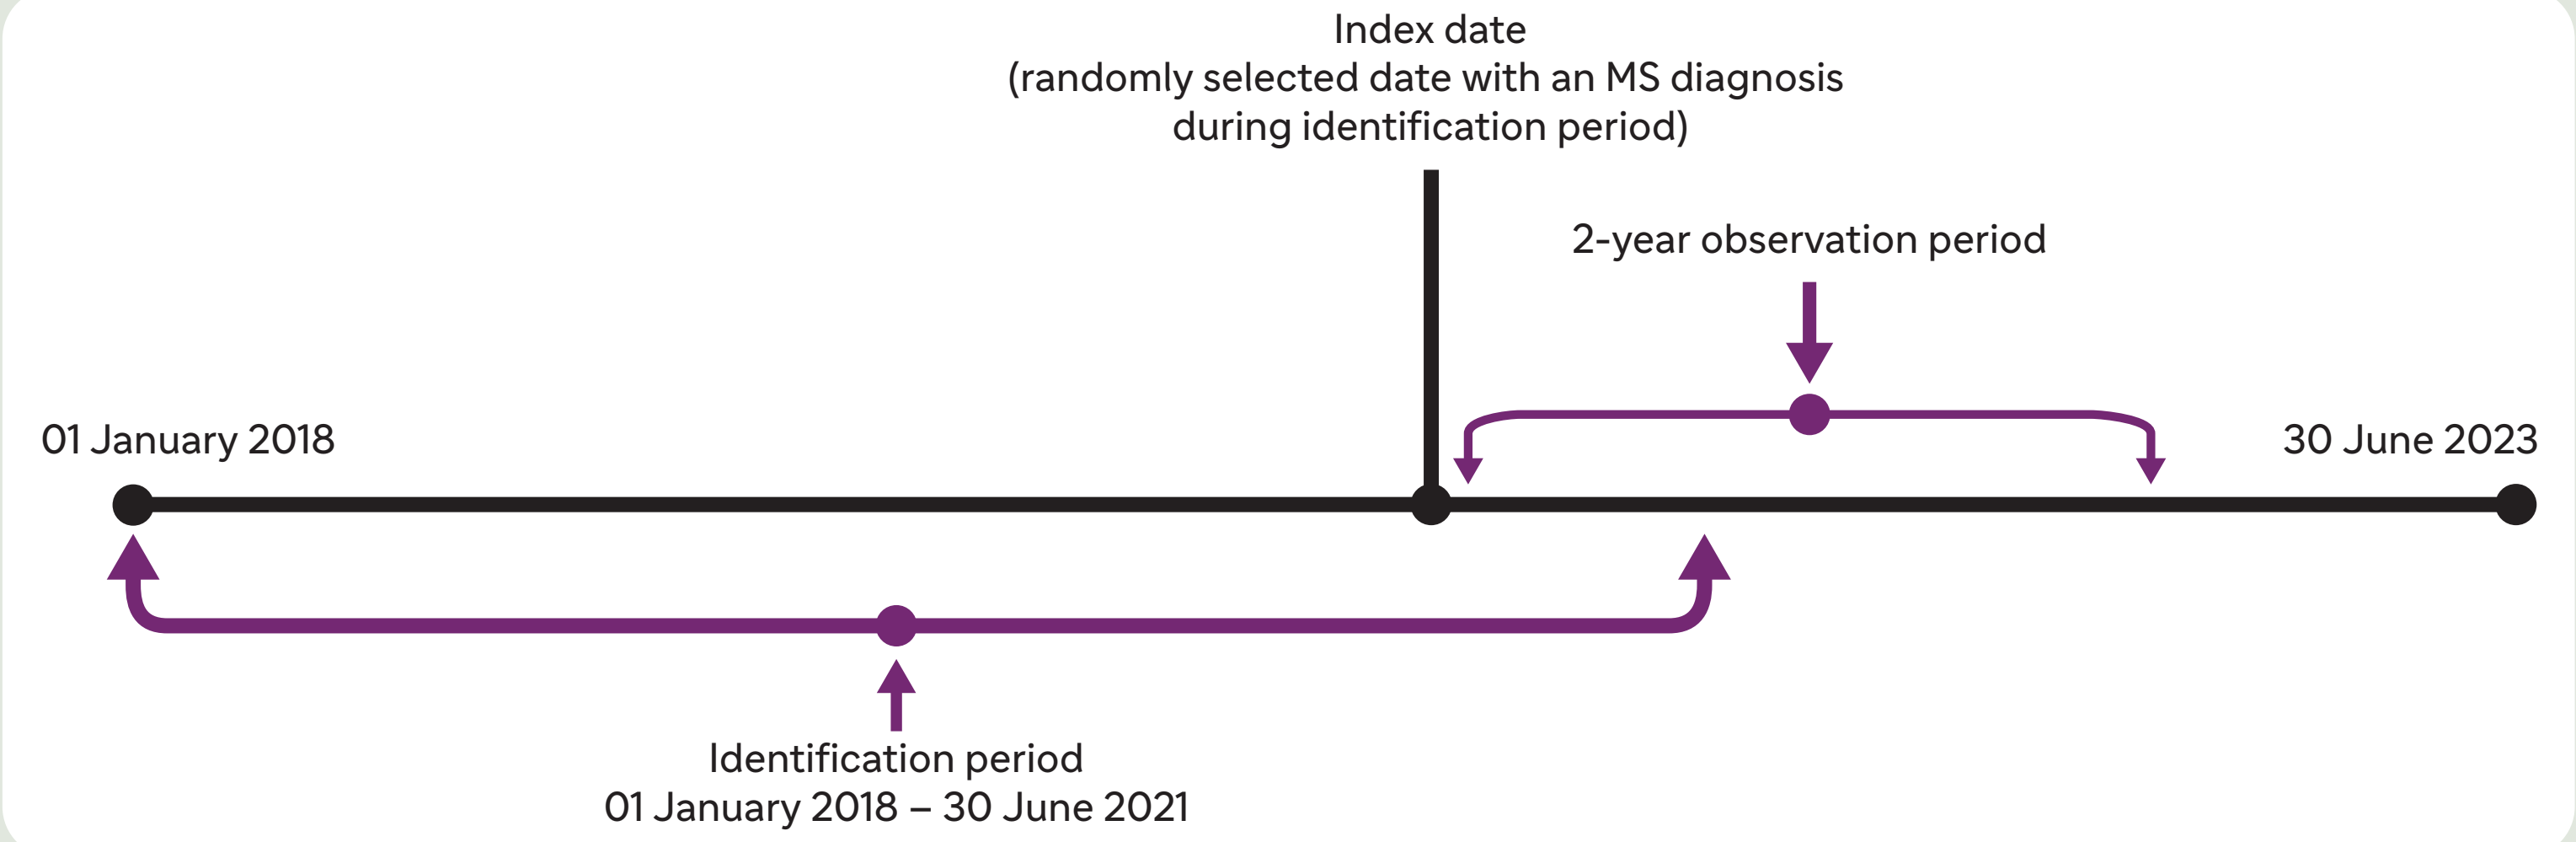 Index date
(randomly selected date with an MS diagnosis
during identification period)
2-year observation period
01 January 2018
30 June 2023
Identification period
01 January 2018 – 30 June 2021